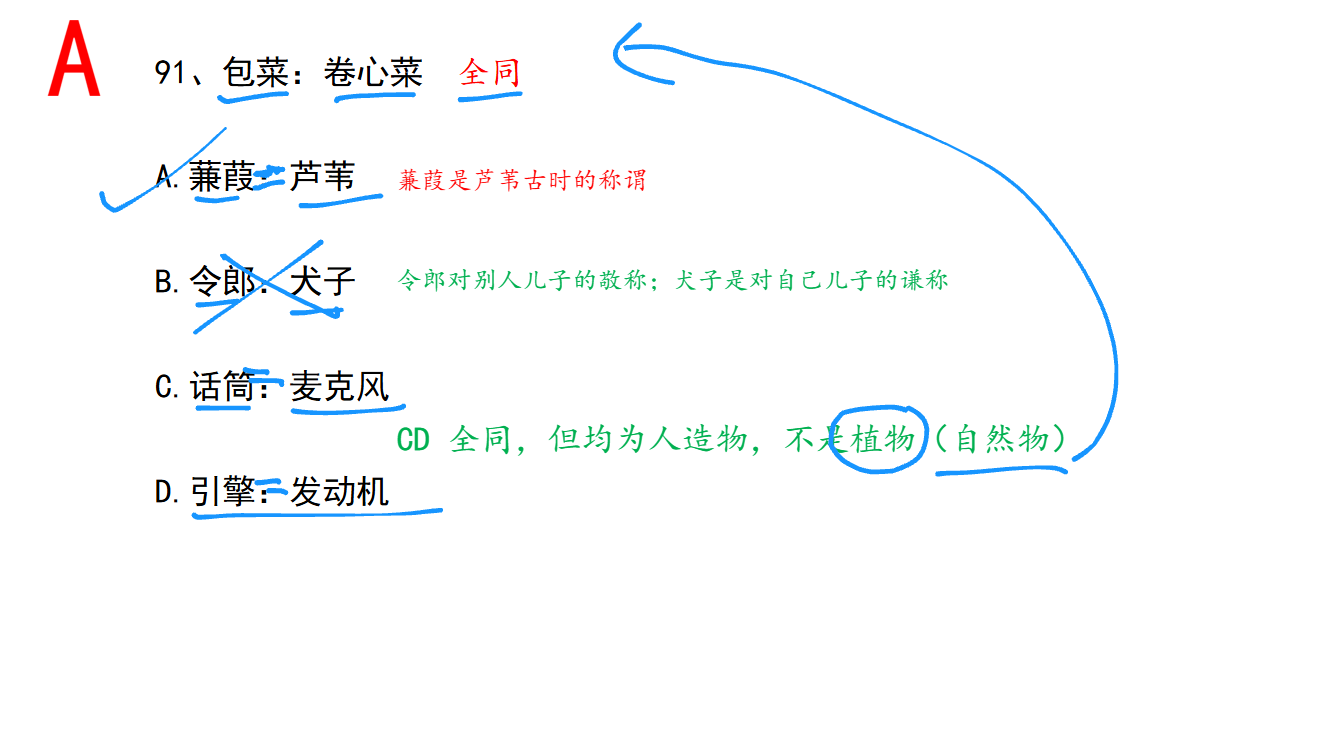 A
91、包菜：卷心菜 全同
A.蒹葭：芦苇 蒹葭是芦苇古时的称谓
B.令郎：犬子 令郎对别人儿子的敬称；犬子是对自己儿子的谦称
C.话筒：麦克风
CD 全同，但均为人造物，不是植物（自然物）
D.引擎：发动机